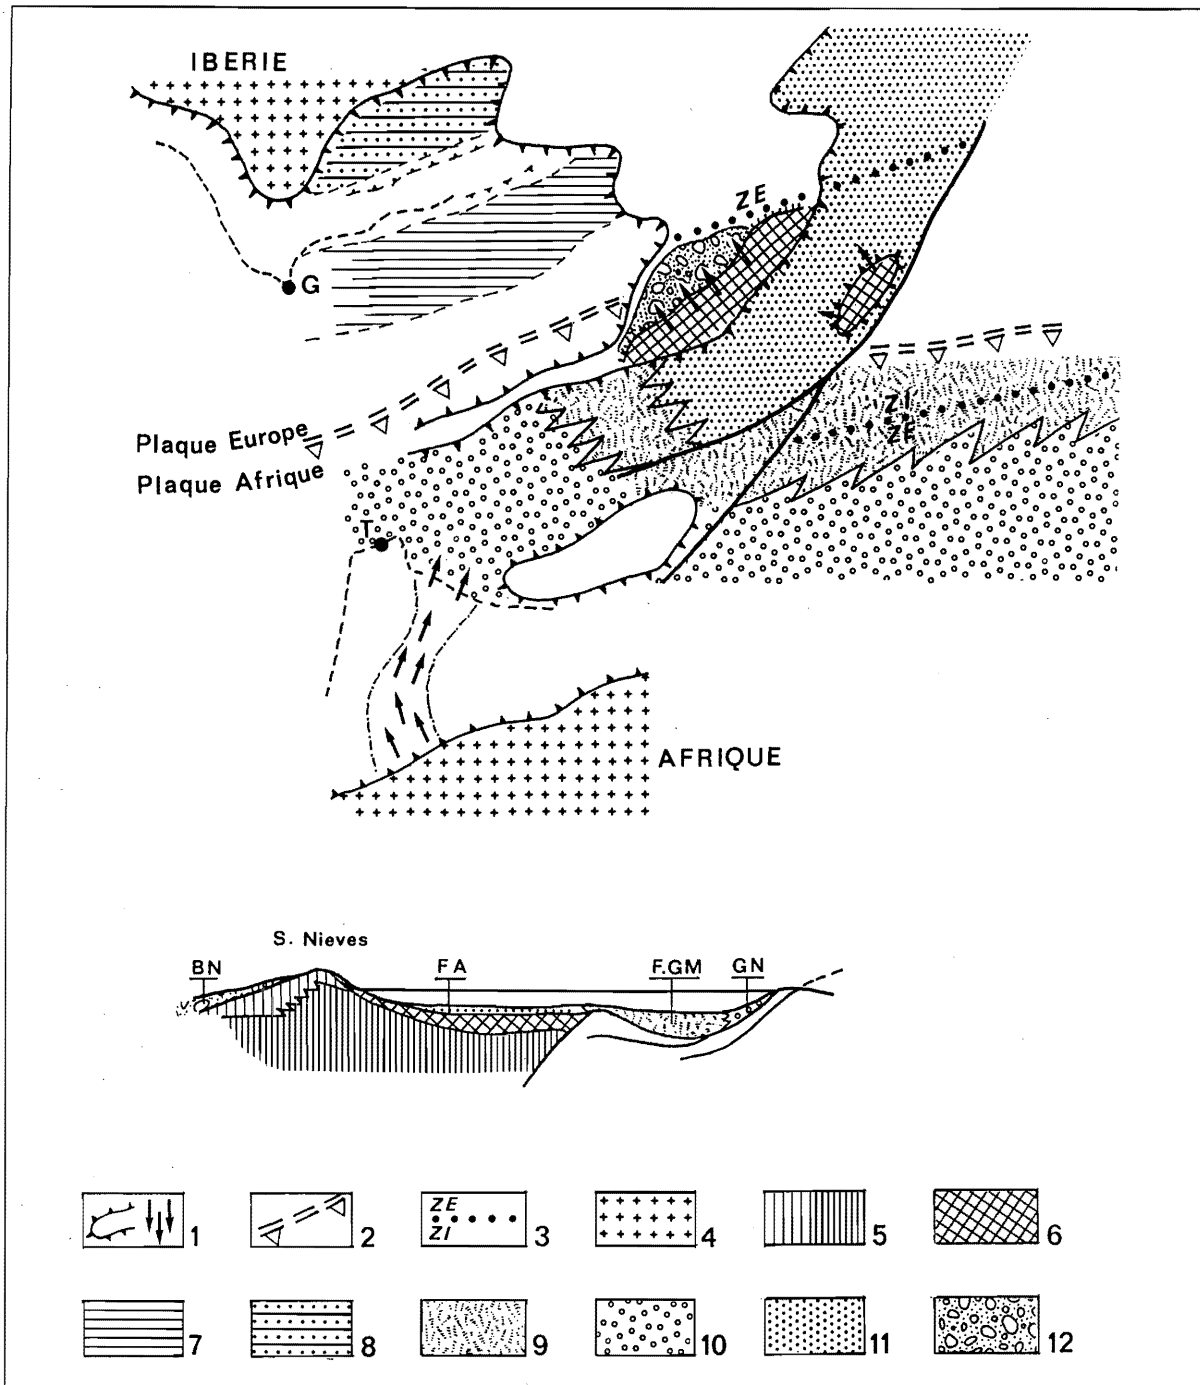 IBERIE
ZE
G
ZI
ZE
Plaque Europe
Plaque Afrique
T
AFRIQUE
S. Nieves
BN
FA
F.GM
GN
1
2
ZE
ZI
3
4
5
6
7
8
9
10
11
12